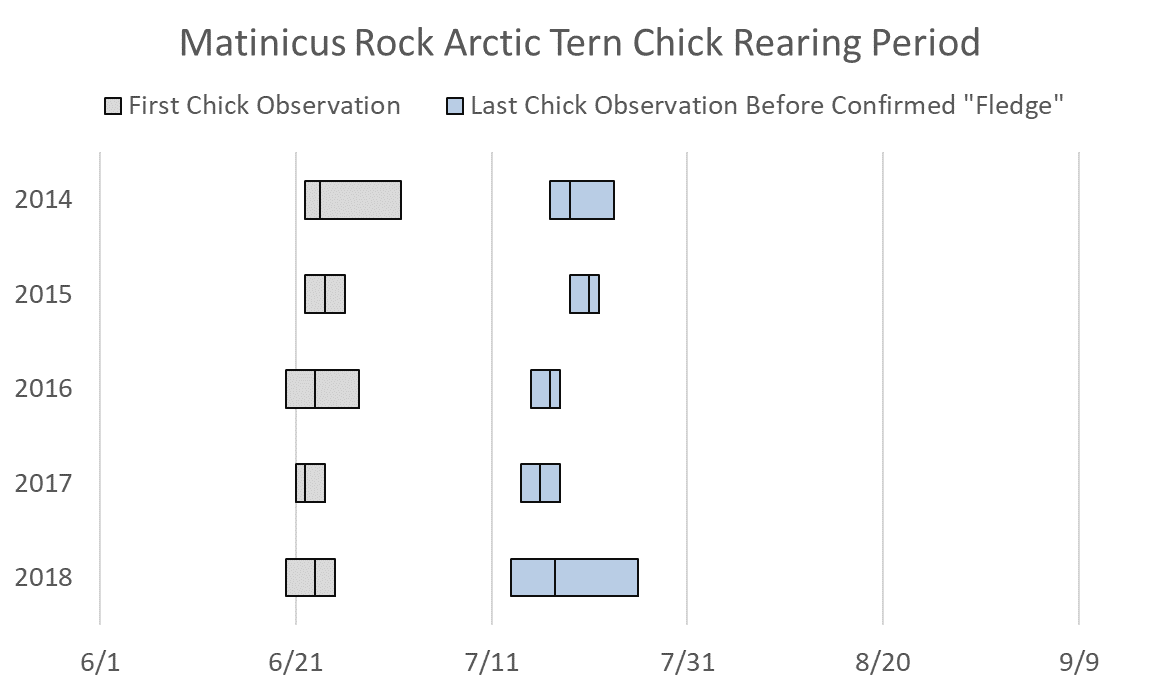 Matinicus Rock Arctic Tern Chick Rearing Period
First Chick Observation Last Chick Observation Before Confirmed "Fledge"
2014
2015
2016
2017
2018
6/1 6/21 7/11 7/31 8/20 9/9